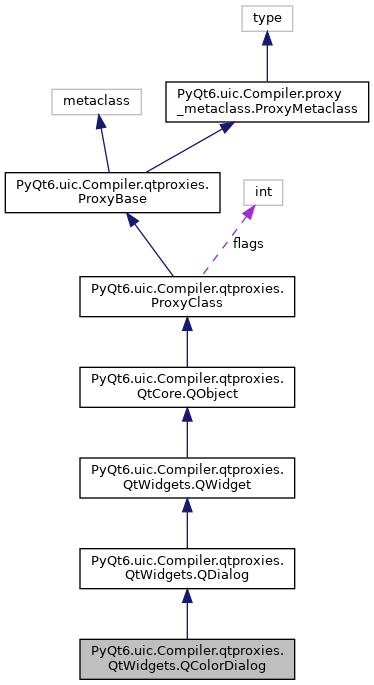 type
PyQt6.uic.Compiler.proxy
_metaclass.ProxyMetaclass
metaclass
PyQt6.uic.Compiler.qtproxies.
ProxyBase
int
flags
PyQt6.uic.Compiler.qtproxies.
ProxyClass
PyQt6.uic.Compiler.qtproxies.
QtCore.QObject
PyQt6.uic.Compiler.qtproxies.
QtWidgets.QWidget
PyQt6.uic.Compiler.qtproxies.
QtWidgets.QDialog
PyQt6.uic.Compiler.qtproxies.
QtWidgets.QColorDialog